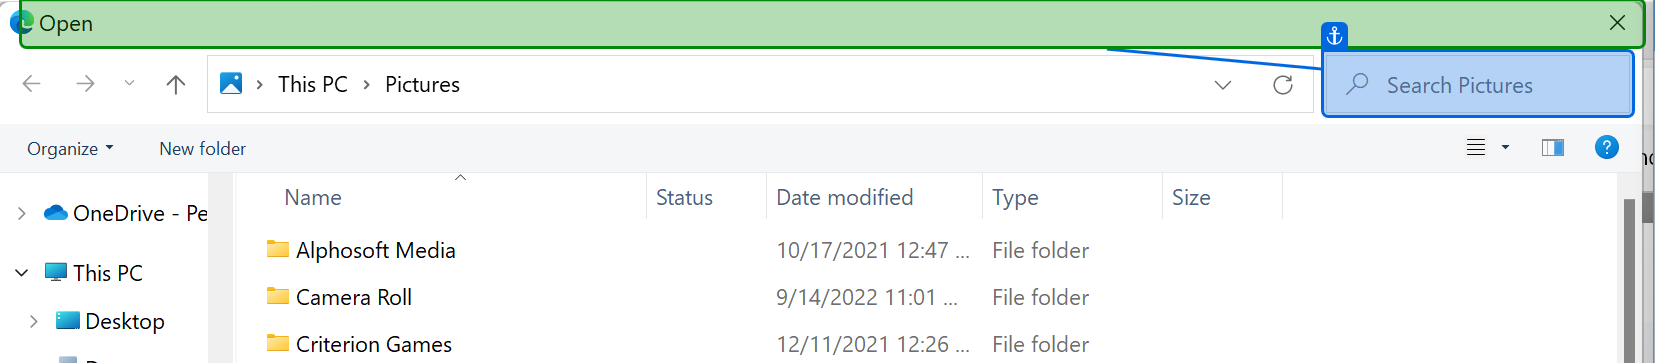 Open
This PC Pictures
Search Pictures
Organize New folder
Name Status Date modified Type Size
OneDrive - Pe
Alphosoft Media 10/17/2021 12:47 ... File folder
This PC
Camera Roll 9/14/2022 11:01 ... File folder
Desktop
Criterion Games 12/11/2021 12:26 ... File folder